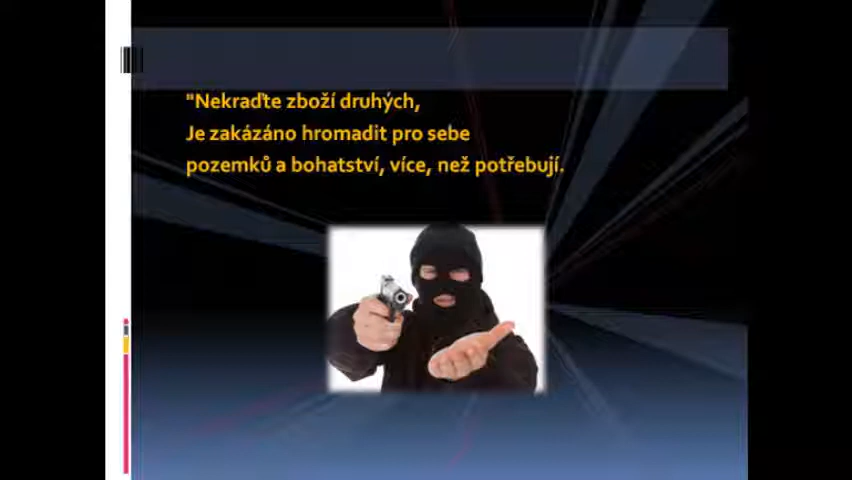 "Nekraďte zboží druhých,
Je zakázáno hromadit pro sebe
pozemků a bohatství, více, než potřebují.